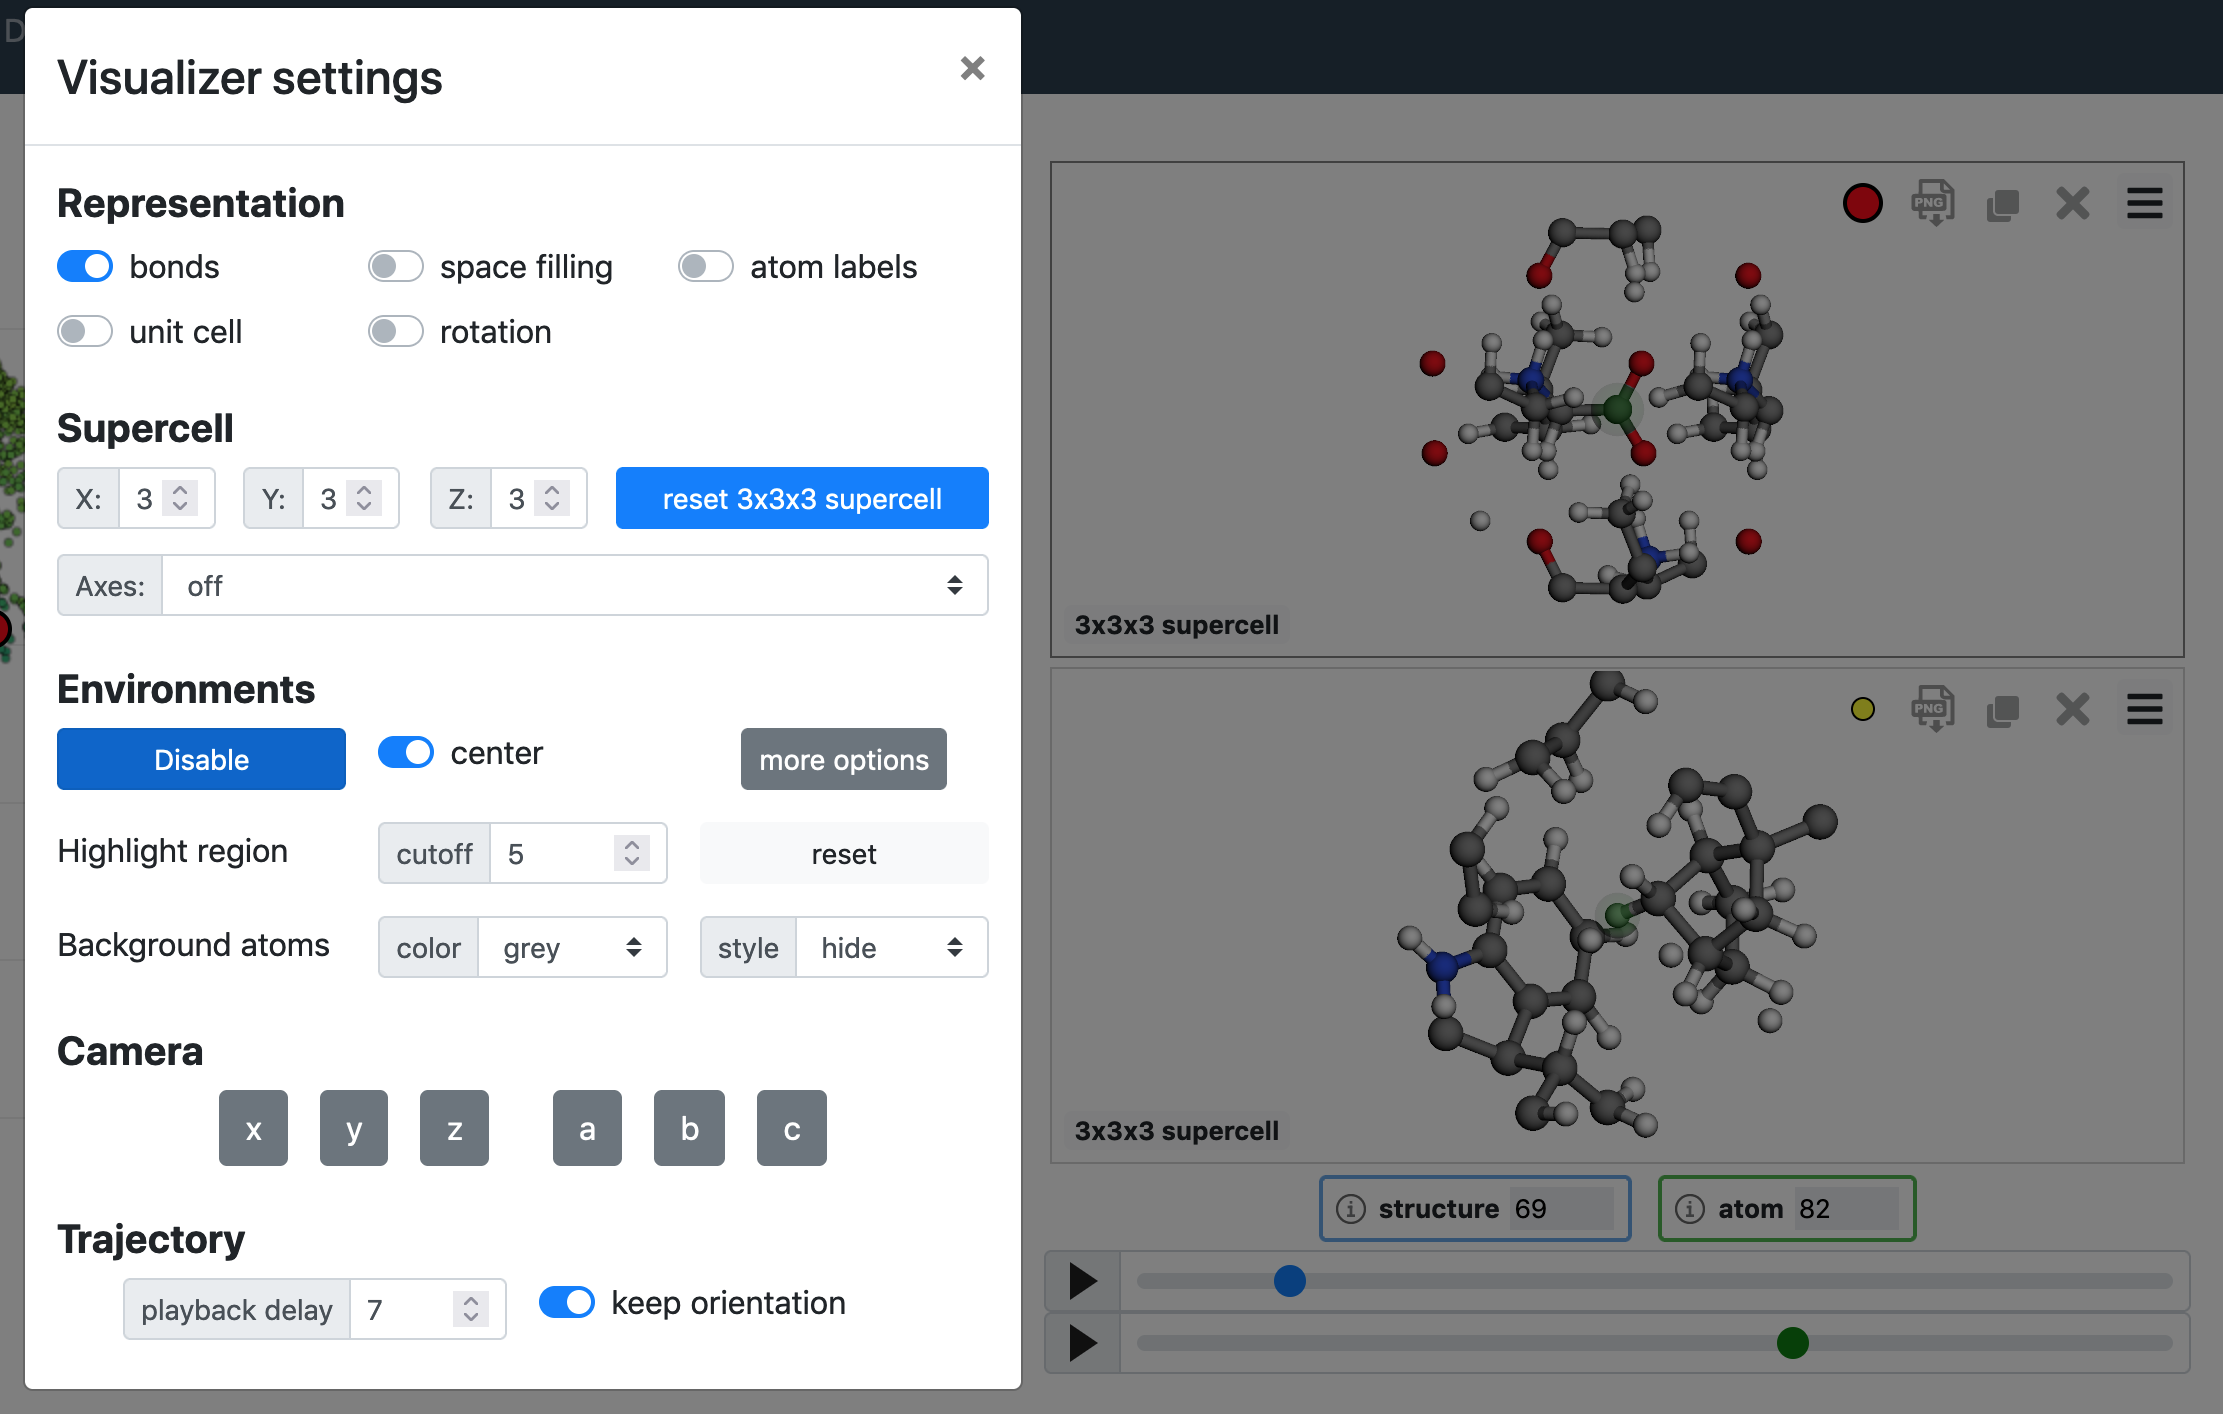 D
Visualizer settings
Representation
bonds
space filling
atom labels
unit cell
rotation
Supercell
X: 3
Y: 3
Z: 3
reset 3x3x3 supercell
Axes: off
Environments
Disable
center
more options
Highlight region
cutoff 5
reset
Background atoms
color grey
style hide
Camera
x
y
z
a
b
c
Trajectory
playback delay 7
keep orientation
PNG
3x3x3 supercell
PNG
3x3x3 supercell
structure 69
atom 82